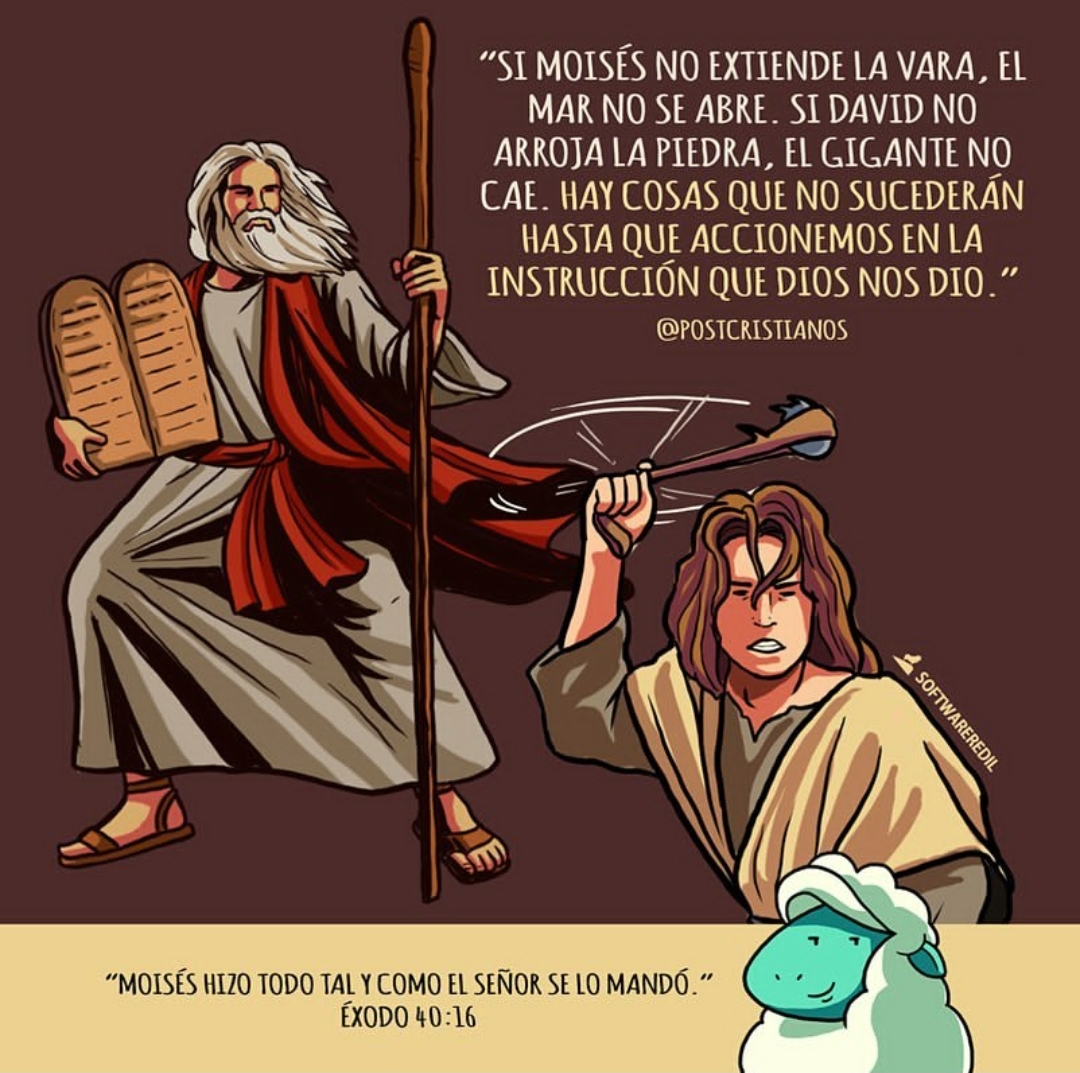 “SI MOISÉS NO EXTIENDE LA VARA, EL
MAR NO SE ABRE. SI DAVID NO
ARROJA LA PIEDRA, EL GIGANTE NO
CAE. HAY COSAS QUE NO SUCEDERÁN
HASTA QUE ACCIONEMOS EN LA
INSTRUCCIÓN QUE DIOS NOS DIO.”
@POSTCRISTIANOS
SOFTWAREREDIL
“MOISÉS HIZO TODO TAL Y COMO EL SEÑOR SE LO MANDÓ.”
ÉXODO 40:16